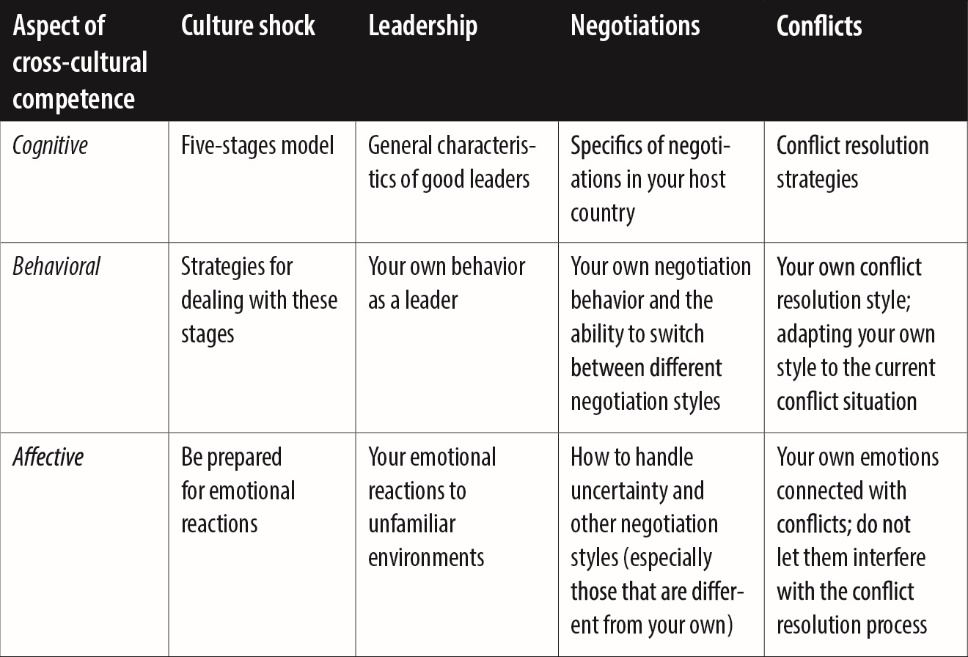 Aspect of
cross-cultural
competence
Culture shock
Leadership
Negotiations
Conflicts
Cognitive
Five-stages model
General characteris-
tics of good leaders
Specifics of negoti-
ations in your host
country
Conflict resolution
strategies
Behavioral
Strategies for
dealing with these
stages
Your own behavior
as a leader
Your own negotiation
behavior and the
ability to switch
between different
negotiation styles
Your own conflict
resolution style;
adapting your own
style to the current
conflict situation
Affective
Be prepared
for emotional
reactions
Your emotional
reactions to
unfamiliar
environments
How to handle
uncertainty and
other negotiation
styles (especially
those that are differ-
ent from your own)
Your own emotions
connected with
conflicts; do not
let them interfere
with the conflict
resolution process